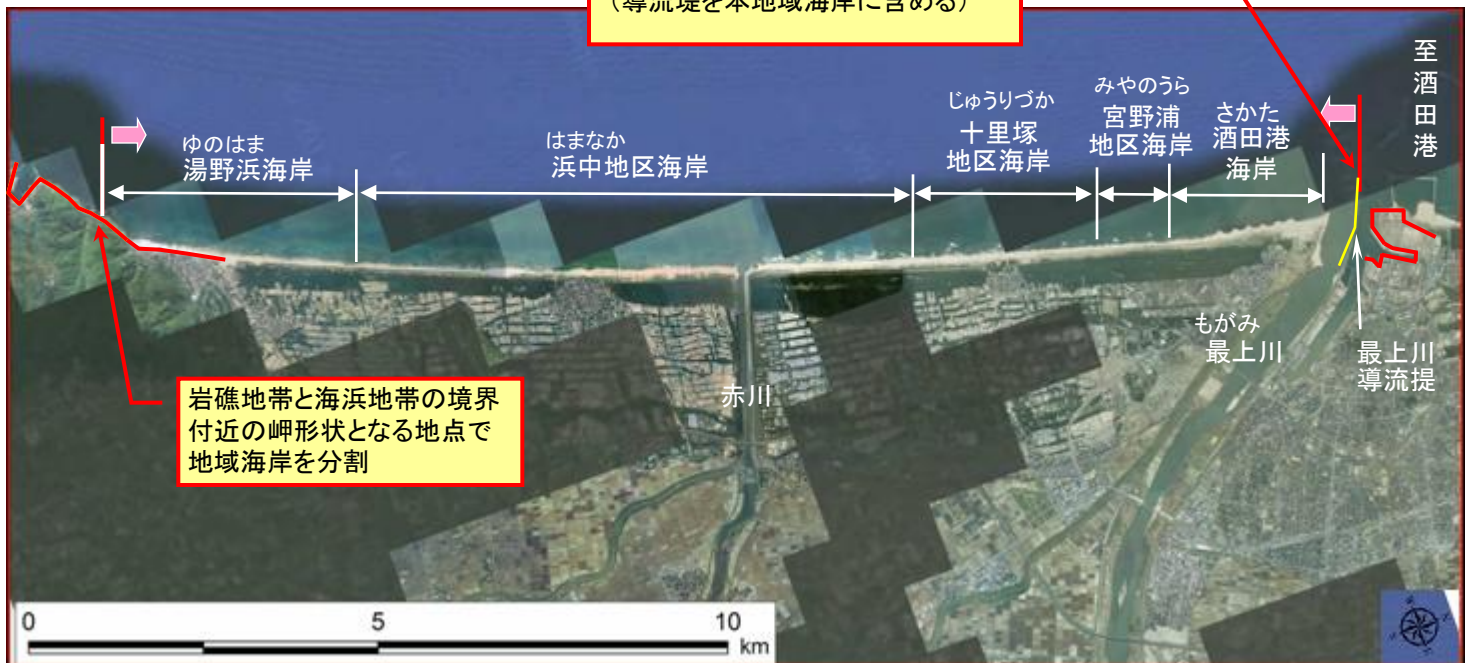 （導流堤を本地域海岸に含める）
至酒田港
ゆのはま
湯野浜海岸
はまなか
浜中地区海岸
じゅうりづか
十里塚
地区海岸
みやのうら
宮野浦
地区海岸
さかた
酒田港
海岸
もがみ
最上川
最上川
導流提
赤川
岩礁地帯と海浜地帯の境界
付近の岬形状となる地点で
地域海岸を分割
0 5 10
km